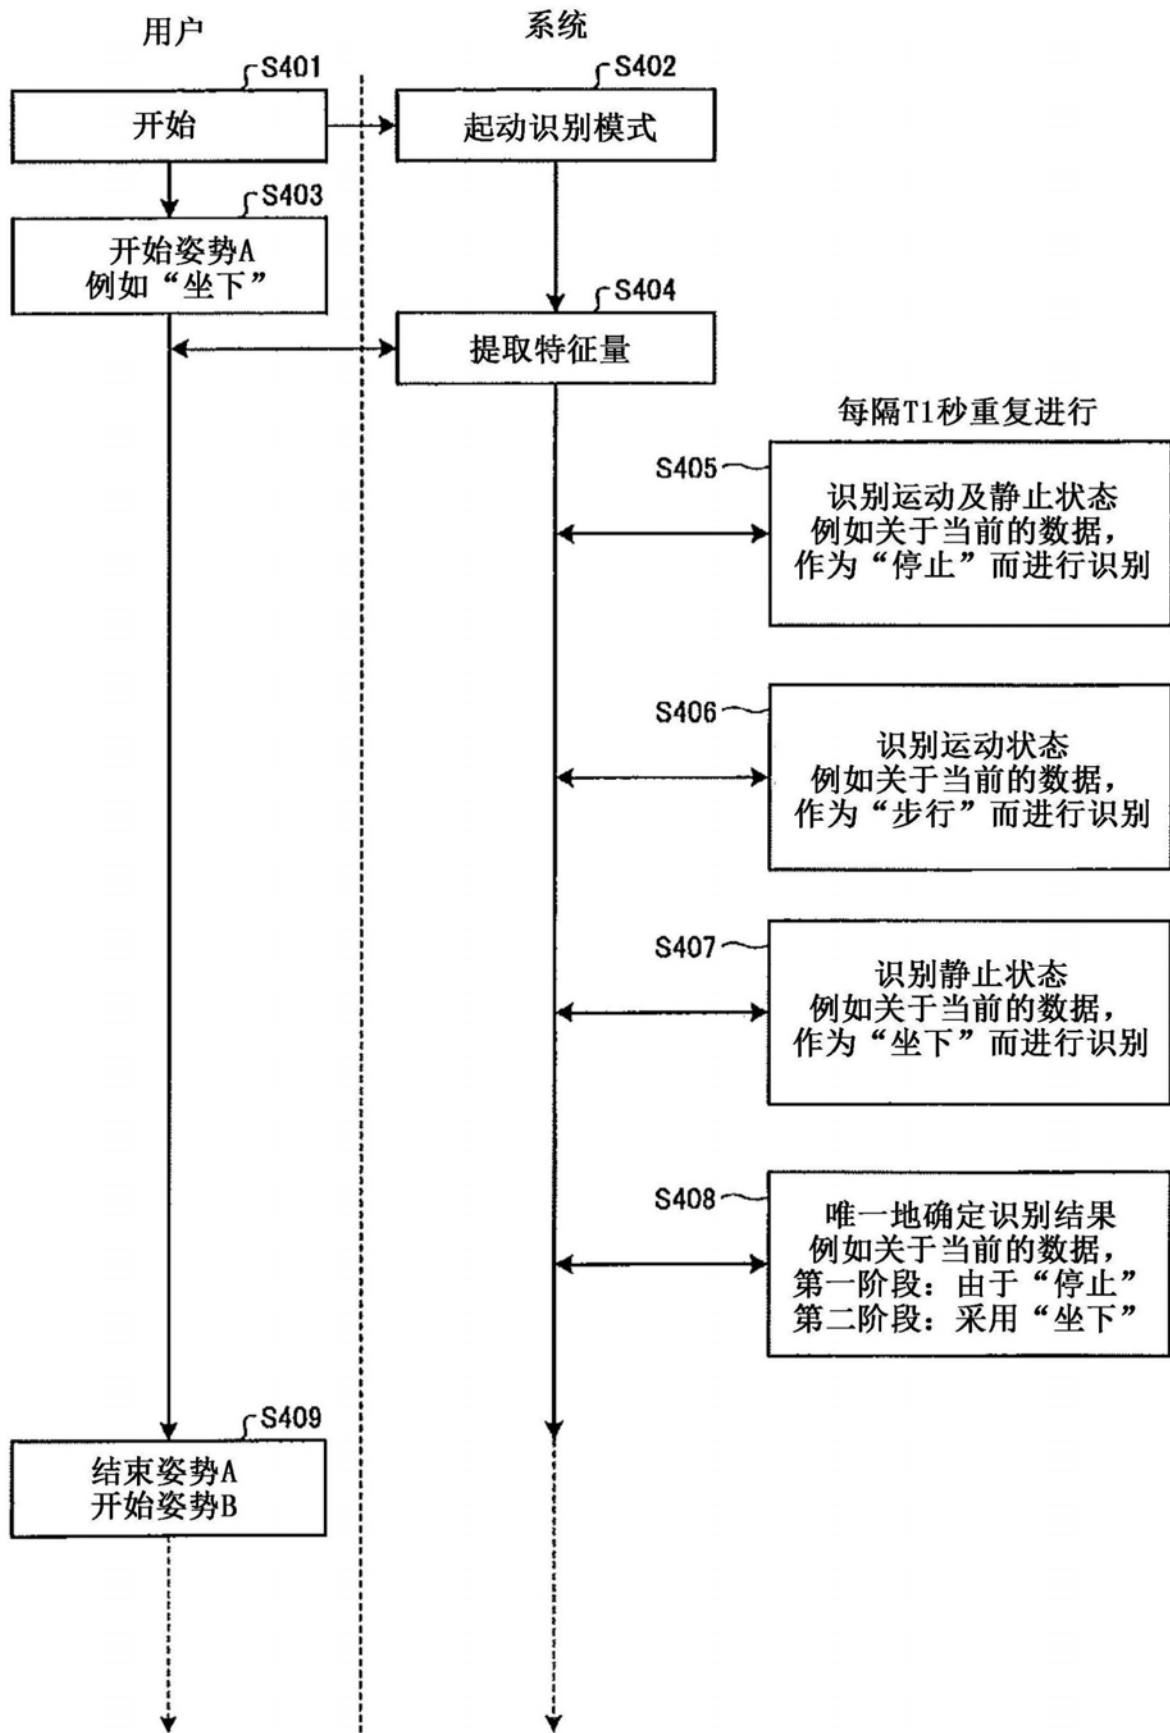 用户
系统
S401
开始
S402
起动识别模式
S403
开始姿势A
例如“坐下”
S404
提取特征量
每隔T1秒重复进行
S405
识别运动及静止状态
例如关于当前的数据，
作为“停止”而进行识别
S406
识别运动状态
例如关于当前的数据，
作为“步行”而进行识别
S407
识别静止状态
例如关于当前的数据，
作为“坐下”而进行识别
S408
唯一地确定识别结果
例如关于当前的数据，
第一阶段：由于“停止”
第二阶段：采用“坐下”
S409
结束姿势A
开始姿势B